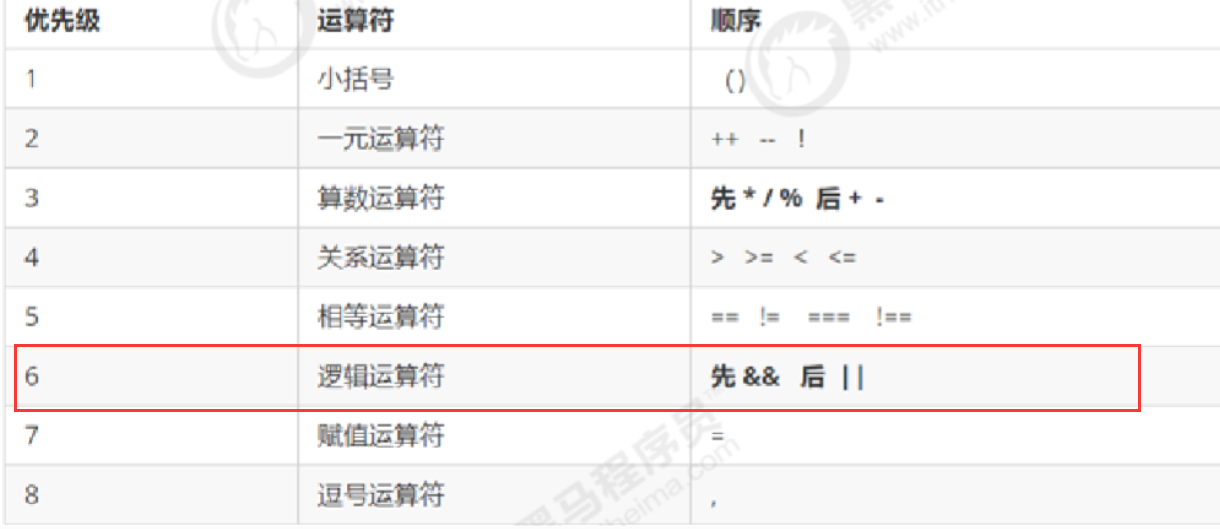 优先级 运算符 顺序
1 小括号 ()
2 一元运算符 ++ -- !
3 算数运算符 先 * / % 后 + -
4 关系运算符 > >= < <=
5 相等运算符 == != === !==
6 逻辑运算符 先 && 后 ||
7 赋值运算符 =
8 逗号运算符 ,
黑马程序员